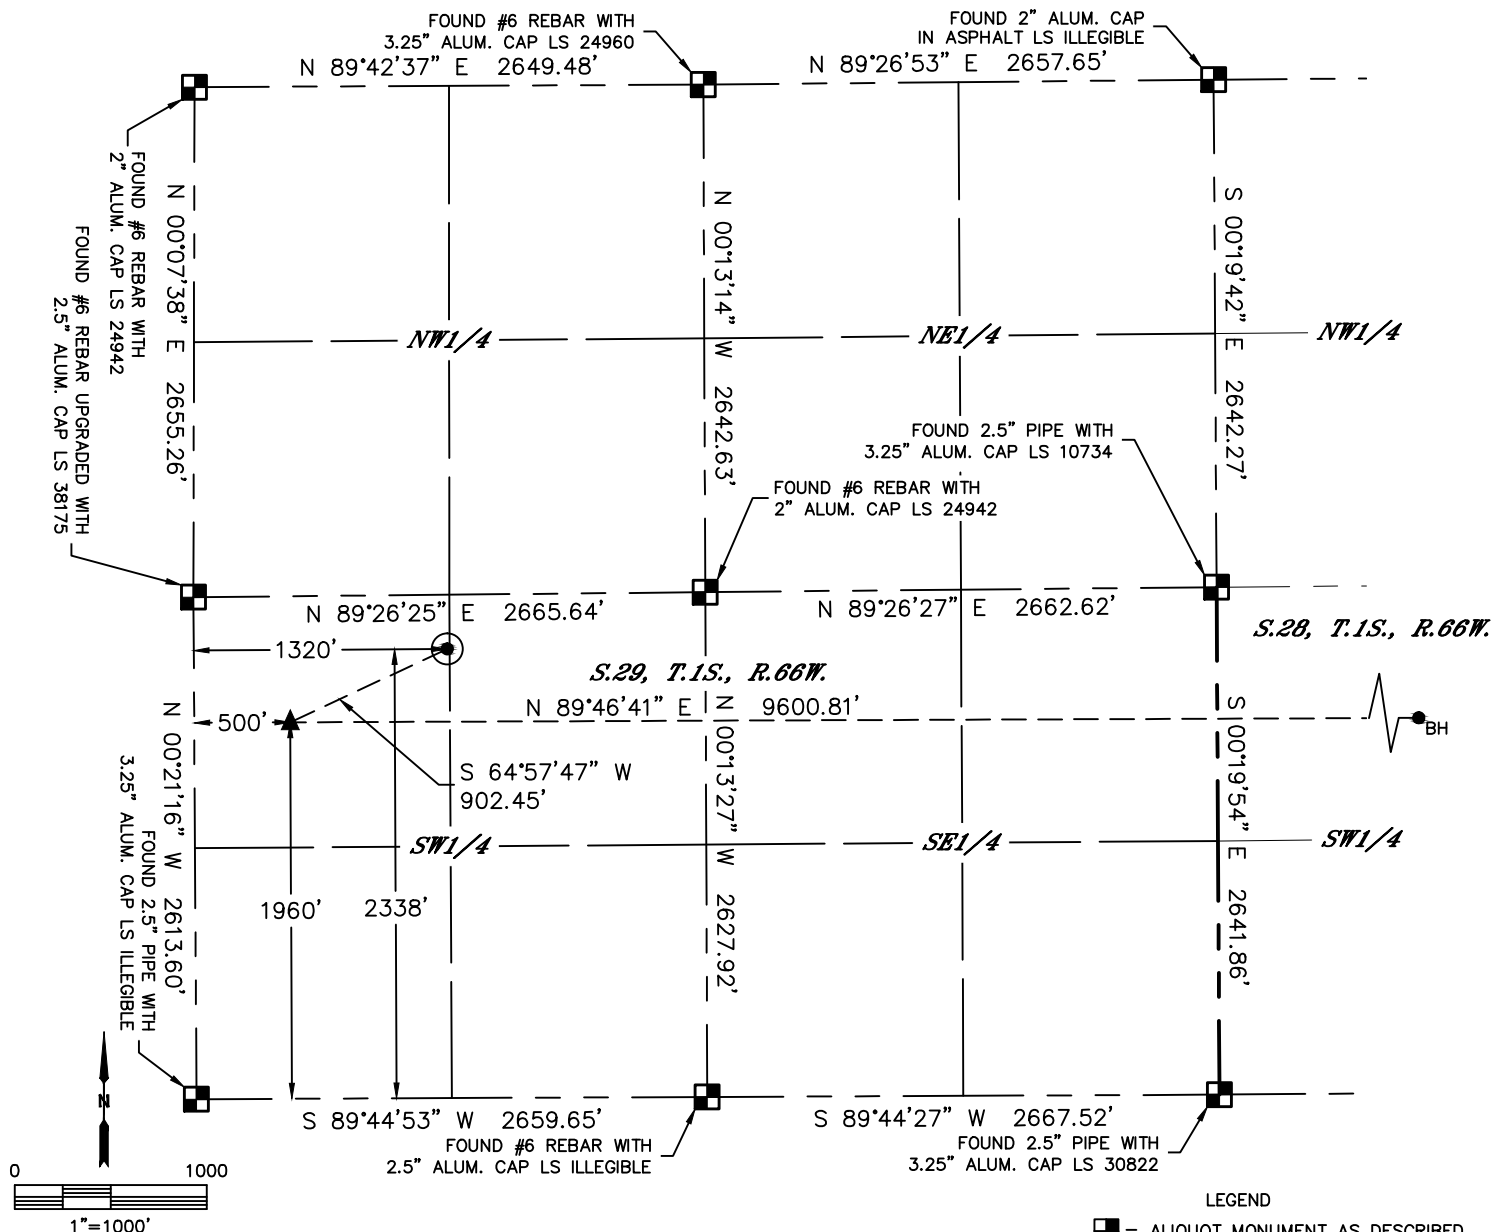 FOUND #6 REBAR WITH
3.25" ALUM. CAP LS 24960
FOUND 2" ALUM. CAP
IN ASPHALT LS ILLEGIBLE
N 89°42'37" E 2649.48'
N 89°26'53" E 2657.65'
FOUND #6 REBAR WITH
2" ALUM. CAP LS 24942
FOUND #6 REBAR UPGRADED WITH
2.5" ALUM. CAP LS 38175
N 00°07'38" E 2655.26'
N 00°13'14" W 2642.63'
S 00°19'42" E 2642.27'
NW1/4
NE1/4
NW1/4
FOUND 2.5" PIPE WITH
3.25" ALUM. CAP LS 10734
FOUND #6 REBAR WITH
2" ALUM. CAP LS 24942
N 89°26'25" E 2665.64'
N 89°26'27" E 2662.62'
S.28, T.1S., R.66W.
1320'
S.29, T.1S., R.66W.
N 89°46'41" E 9600.81'
500'
BH
S 64°57'47" W
902.45'
N 00°21'16" W 2613.60'
N 00°13'27" W 2627.92'
S 00°19'54" E 2641.86'
FOUND 2.5" PIPE WITH
3.25" ALUM. CAP LS ILLEGIBLE
SW1/4
SE1/4
SW1/4
1960'
2338'
S 89°44'53" W 2659.65'
S 89°44'27" W 2667.52'
FOUND #6 REBAR WITH
2.5" ALUM. CAP LS ILLEGIBLE
FOUND 2.5" PIPE WITH
3.25" ALUM. CAP LS 30822
N
0 1000
1"=1000'
LEGEND
= ALIQUOT MONUMENT AS DESCRIBED